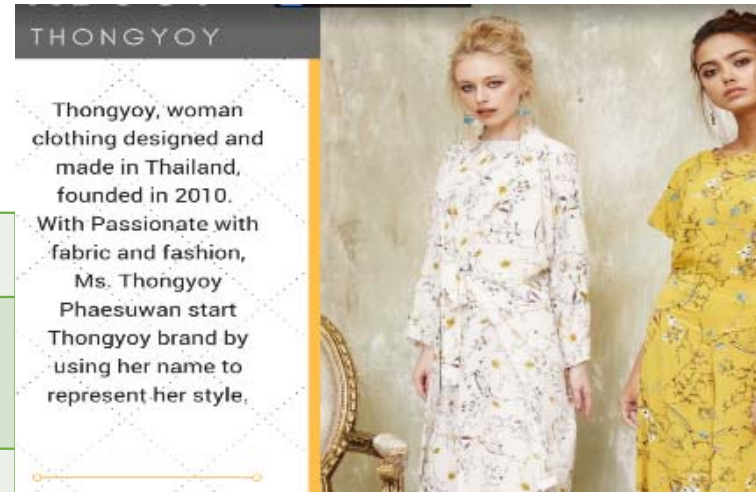 THONGYOY
Thongyoy, woman
clothing designed and
made in Thailand,
founded in 2010.
With Passionate with
fabric and fashion,
Ms. Thongyoy
Phaesuwan start
Thongyoy brand by
using her name to
represent her style,